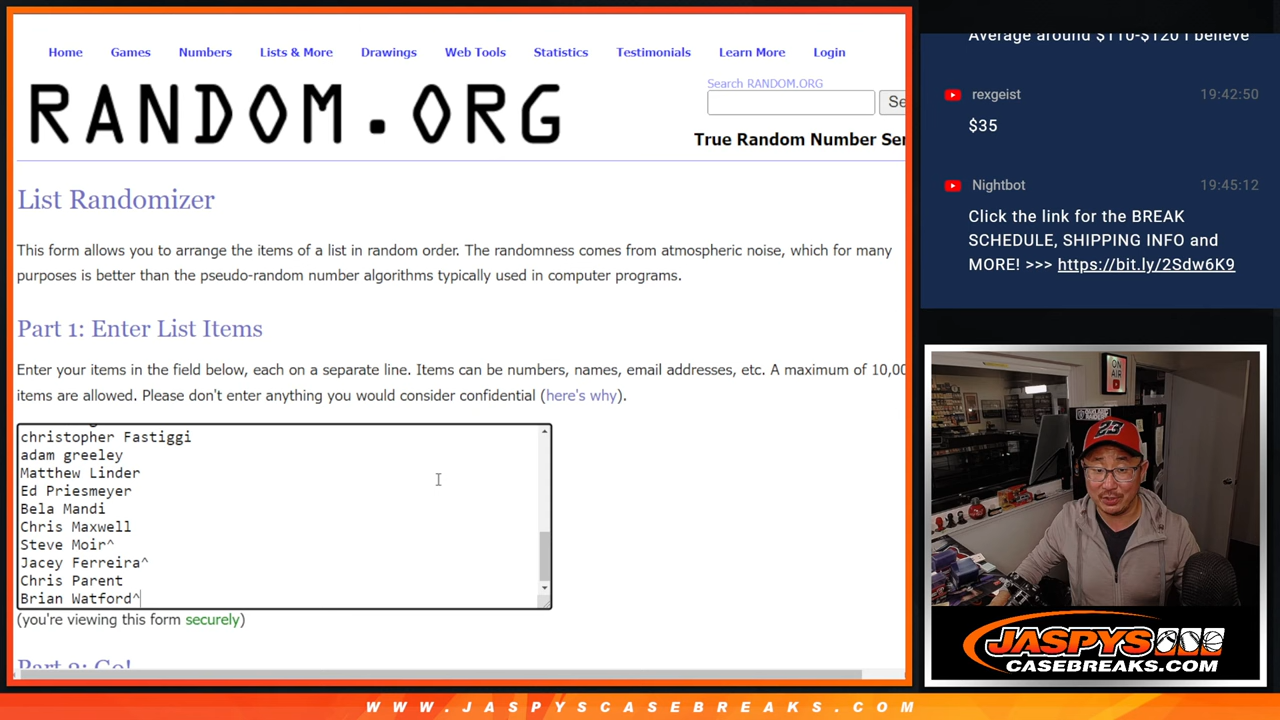 Home Games Numbers Lists & More Drawings Web Tools Statistics Testimonials Learn More Login
RANDOM.ORG
Search RANDOM.ORG
True Random Number Ser
List Randomizer
This form allows you to arrange the items of a list in random order. The randomness comes from atmospheric noise, which for many
purposes is better than the pseudo-random number algorithms typically used in computer programs.
Part 1: Enter List Items
Enter your items in the field below, each on a separate line. Items can be numbers, names, email addresses, etc. A maximum of 10,00
items are allowed. Please don't enter anything you would consider confidential (here's why).
christopher Fastiggi
adam greeley
Matthew Linder
Ed Priesmeyer
Bela Mandi
Chris Maxwell
Steve Moir^
Jacey Ferreira^
Chris Parent
Brian Watford^
(you're viewing this form securely)
Part 2: Go!
Average around $110-$120 I believe
rexgeist 19:42:50
$35
Nightbot 19:45:12
Click the link for the BREAK
SCHEDULE, SHIPPING INFO and
MORE! >>> https://bit.ly/2Sdw6K9
ON
AIR
23
JASPYS
CASEBREAKS.COM
WWW.JASPYSCASEBREAKS.COM